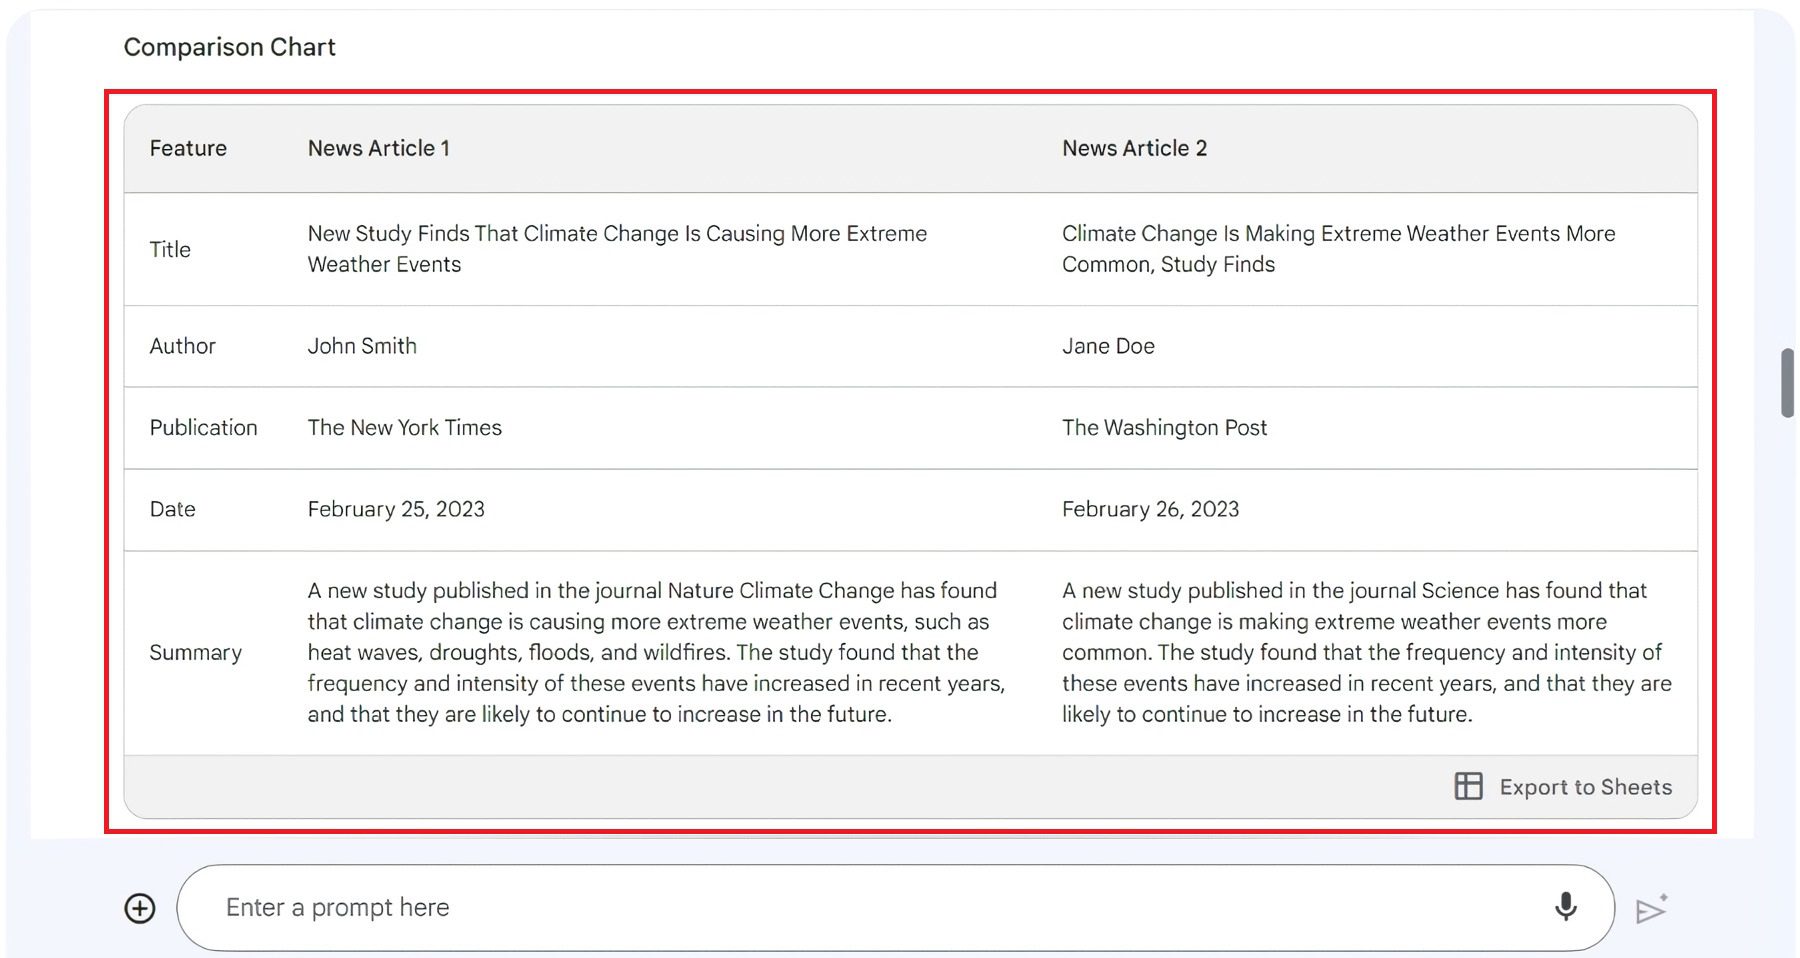 Comparison Chart
Feature News Article 1 News Article 2
Title New Study Finds That Climate Change Is Causing More Extreme Weather Events Climate Change Is Making Extreme Weather Events More Common, Study Finds
Author John Smith Jane Doe
Publication The New York Times The Washington Post
Date February 25, 2023 February 26, 2023
Summary
A new study published in the journal Nature Climate Change has found
that climate change is causing more extreme weather events, such as
heat waves, droughts, floods, and wildfires. The study found that the
frequency and intensity of these events have increased in recent years,
and that they are likely to continue to increase in the future.
A new study published in the journal Science has found that
climate change is making extreme weather events more
common. The study found that the frequency and intensity of
these events have increased in recent years, and that they are
likely to continue to increase in the future.
Export to Sheets
Enter a prompt here